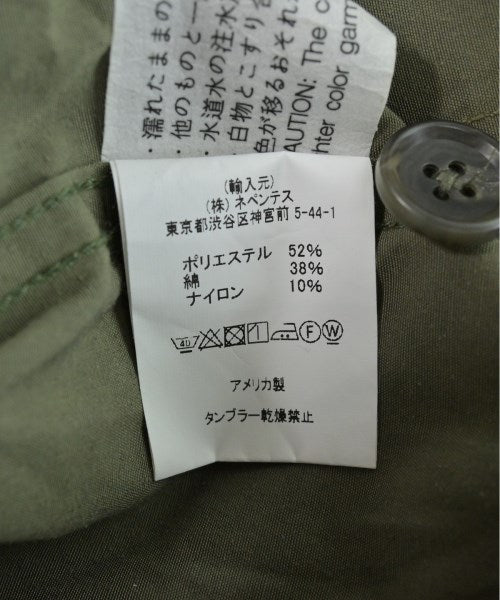 ・濡れたままの
・他のものと一
・水道水の注水
白物とこすり合
色が移るおそれ
AUTION: The c
hter color garm
(輸入元)
(株) ネペンテス
東京都渋谷区神宮前 5-44-1
ポリエステル 52%
綿 38%
ナイロン 10%
40 F W
アメリカ製
タンブラー乾燥禁止